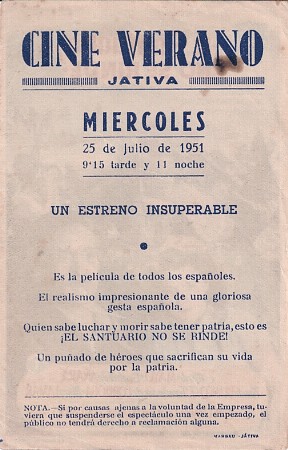 CINE VERANO
JATIVA
MIERCOLES
25 de Julio de 1951
9'15 tarde y 11 noche
UN ESTRENO INSUPERABLE
Es la película de todos los españoles.
El realismo impresionante de una gloriosa
gesta española.
Quien sabe luchar y morir sabe tener patria, esto es
¡EL SANTUARIO NO SE RINDE!
Un puñado de héroes que sacrifican su vida
por la patria.
NOTA.—Si por causas ajenas a la voluntad de la Empresa, tu-
viera que suspenderse el espectáculo una vez empezado, el
público no tendrá derecho a reclamación alguna.
MARBAU - JÁTIVA